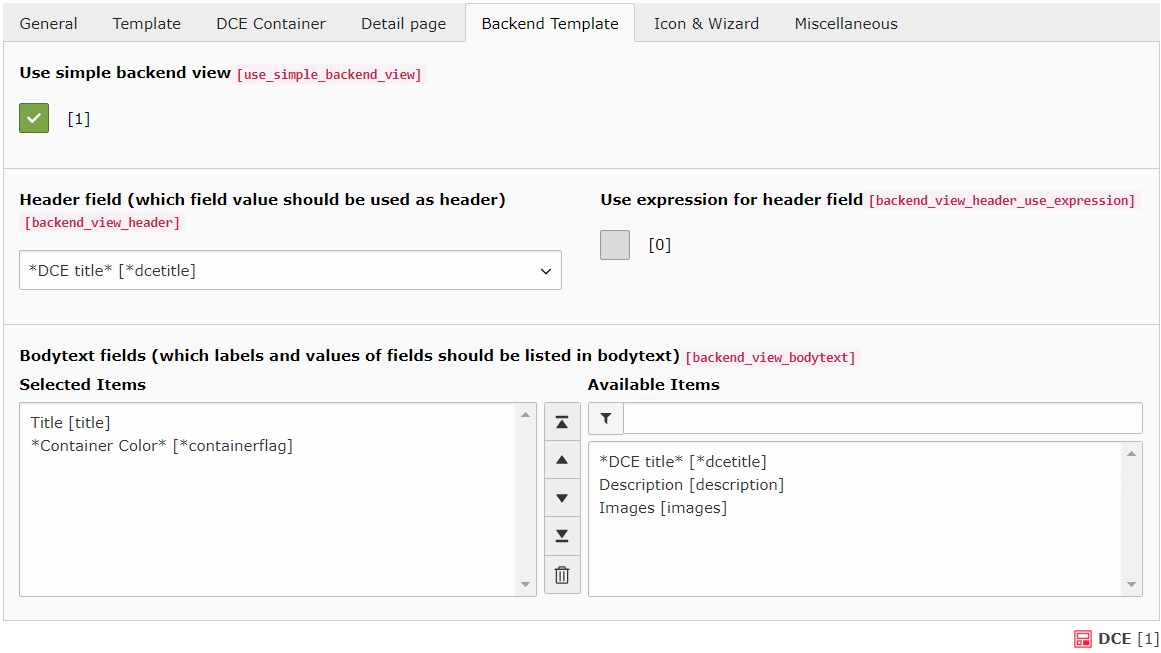 General Template DCE Container Detail page Backend Template Icon & Wizard Miscellaneous
Use simple backend view [use_simple_backend_view]
[1]
Header field (which field value should be used as header)
[backend_view_header]
*DCE title* [*dcetitle]
Use expression for header field [backend_view_header_use_expression]
[0]
Bodytext fields (which labels and values of fields should be listed in bodytext) [backend_view_bodytext]
Selected Items
Title [title]
*Container Color* [*containerflag]
Available Items
*DCE title* [*dcetitle]
Description [description]
Images [images]
DCE [1]